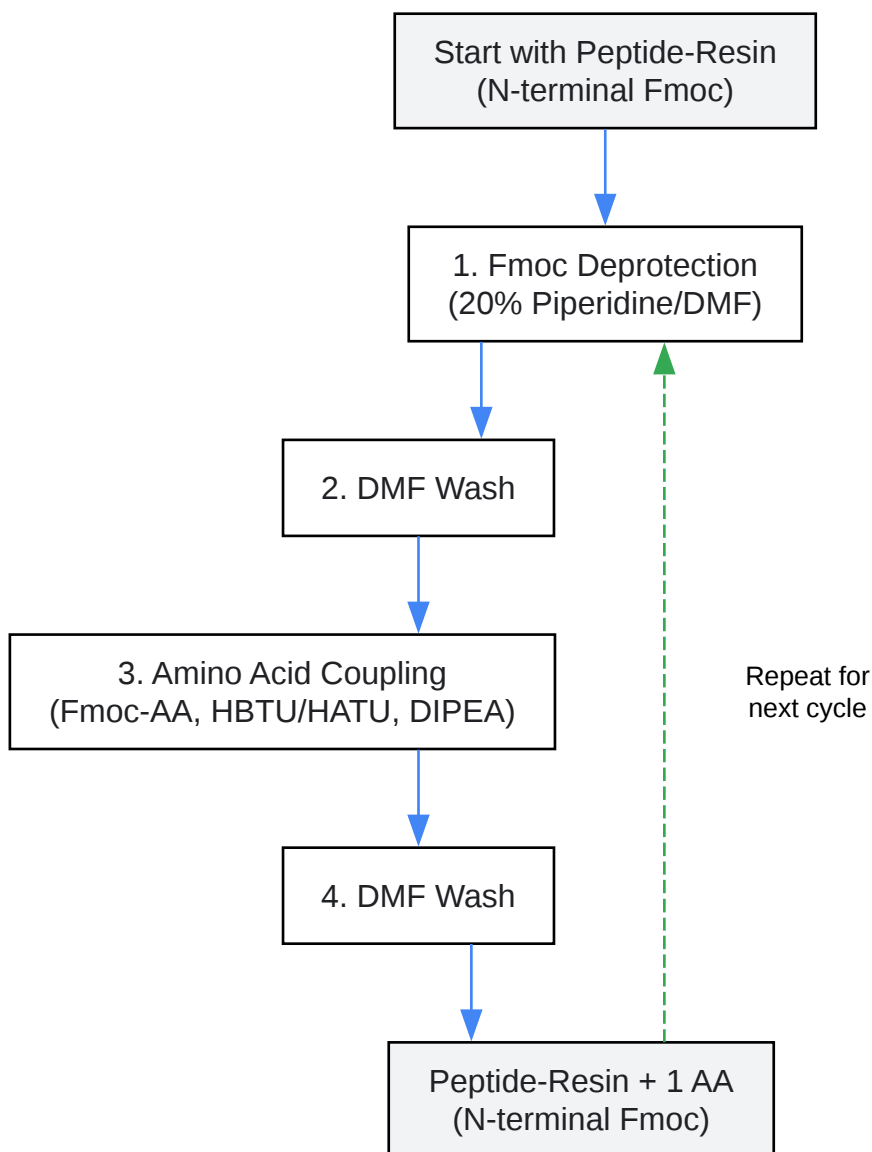 Start with Peptide-Resin
(N-terminal Fmoc)
1. Fmoc Deprotection
(20% Piperidine/DMF)
2. DMF Wash
3. Amino Acid Coupling
(Fmoc-AA, HBTU/HATU, DIPEA)
Repeat for
next cycle
4. DMF Wash
Peptide-Resin + 1 AA
(N-terminal Fmoc)